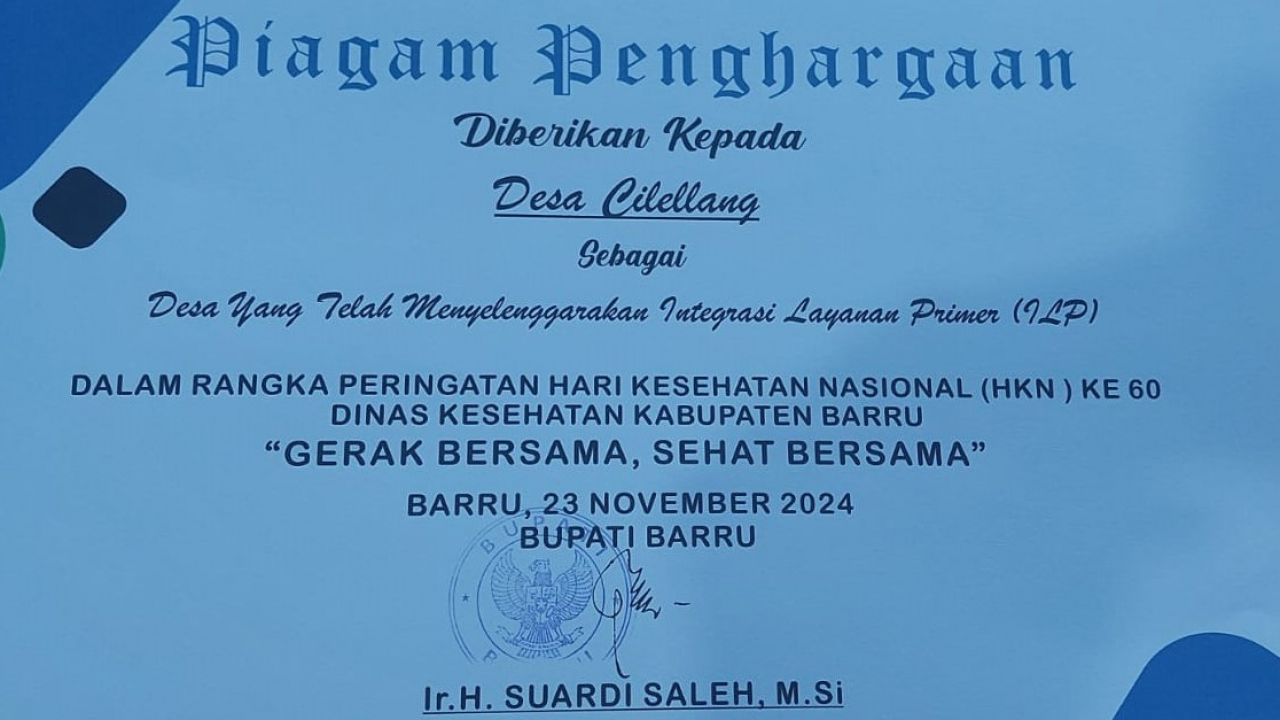 Piagam Penghargaan
Diberikan Kepada
Desa Cilellang
Sebagai
Desa Yang Telah Menyelenggarakan Integrasi Layanan Primer (ILP)
DALAM RANGKA PERINGATAN HARI KESEHATAN NASIONAL (HKN ) KE 60
DINAS KESEHATAN KABUPATEN BARRU
“GERAK BERSAMA, SEHAT BERSAMA”
BARRU, 23 NOVEMBER 2024
BUPATI BARRU
BUPATI
Ir.H. SUARDI SALEH, M.Si